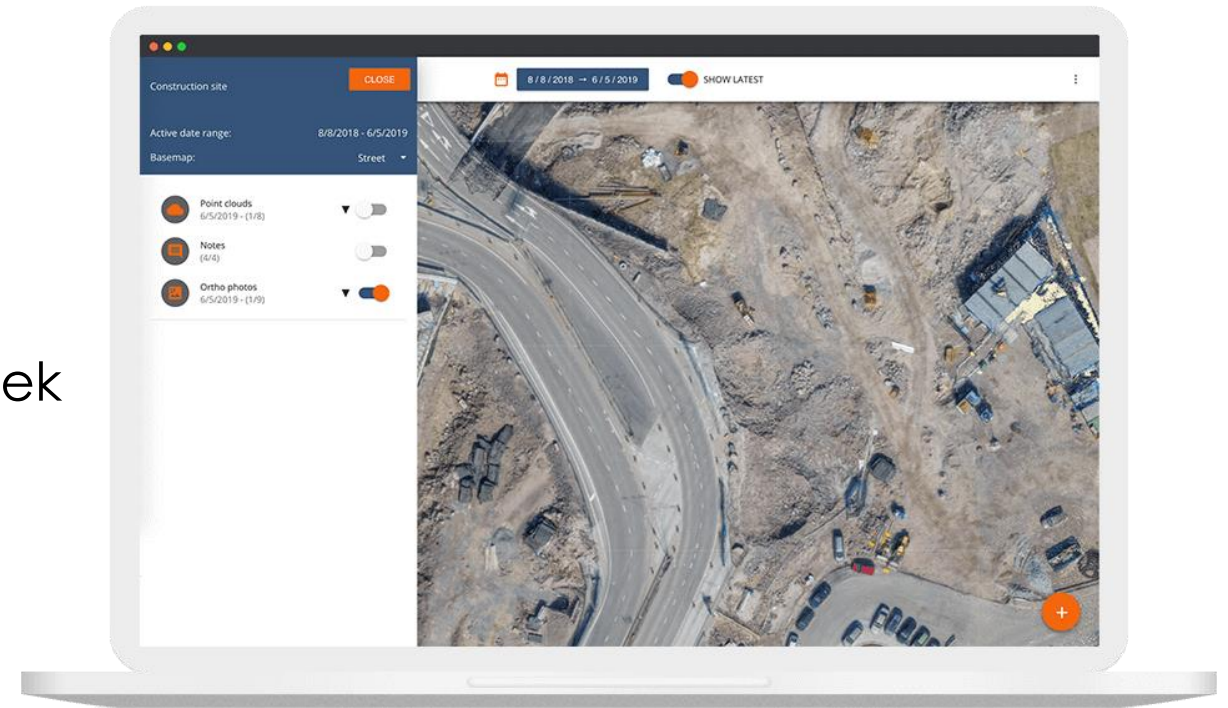 CLOSE
Construction site
Active date range: 8/8/2018 - 6/5/2019
Basemap: Street
8/8/2018 → 6/5/2019
SHOW LATEST
Point clouds
6/5/2019 - (1/8)
Notes
(4/4)
Ortho photos
6/5/2019 - (1/9)
ek